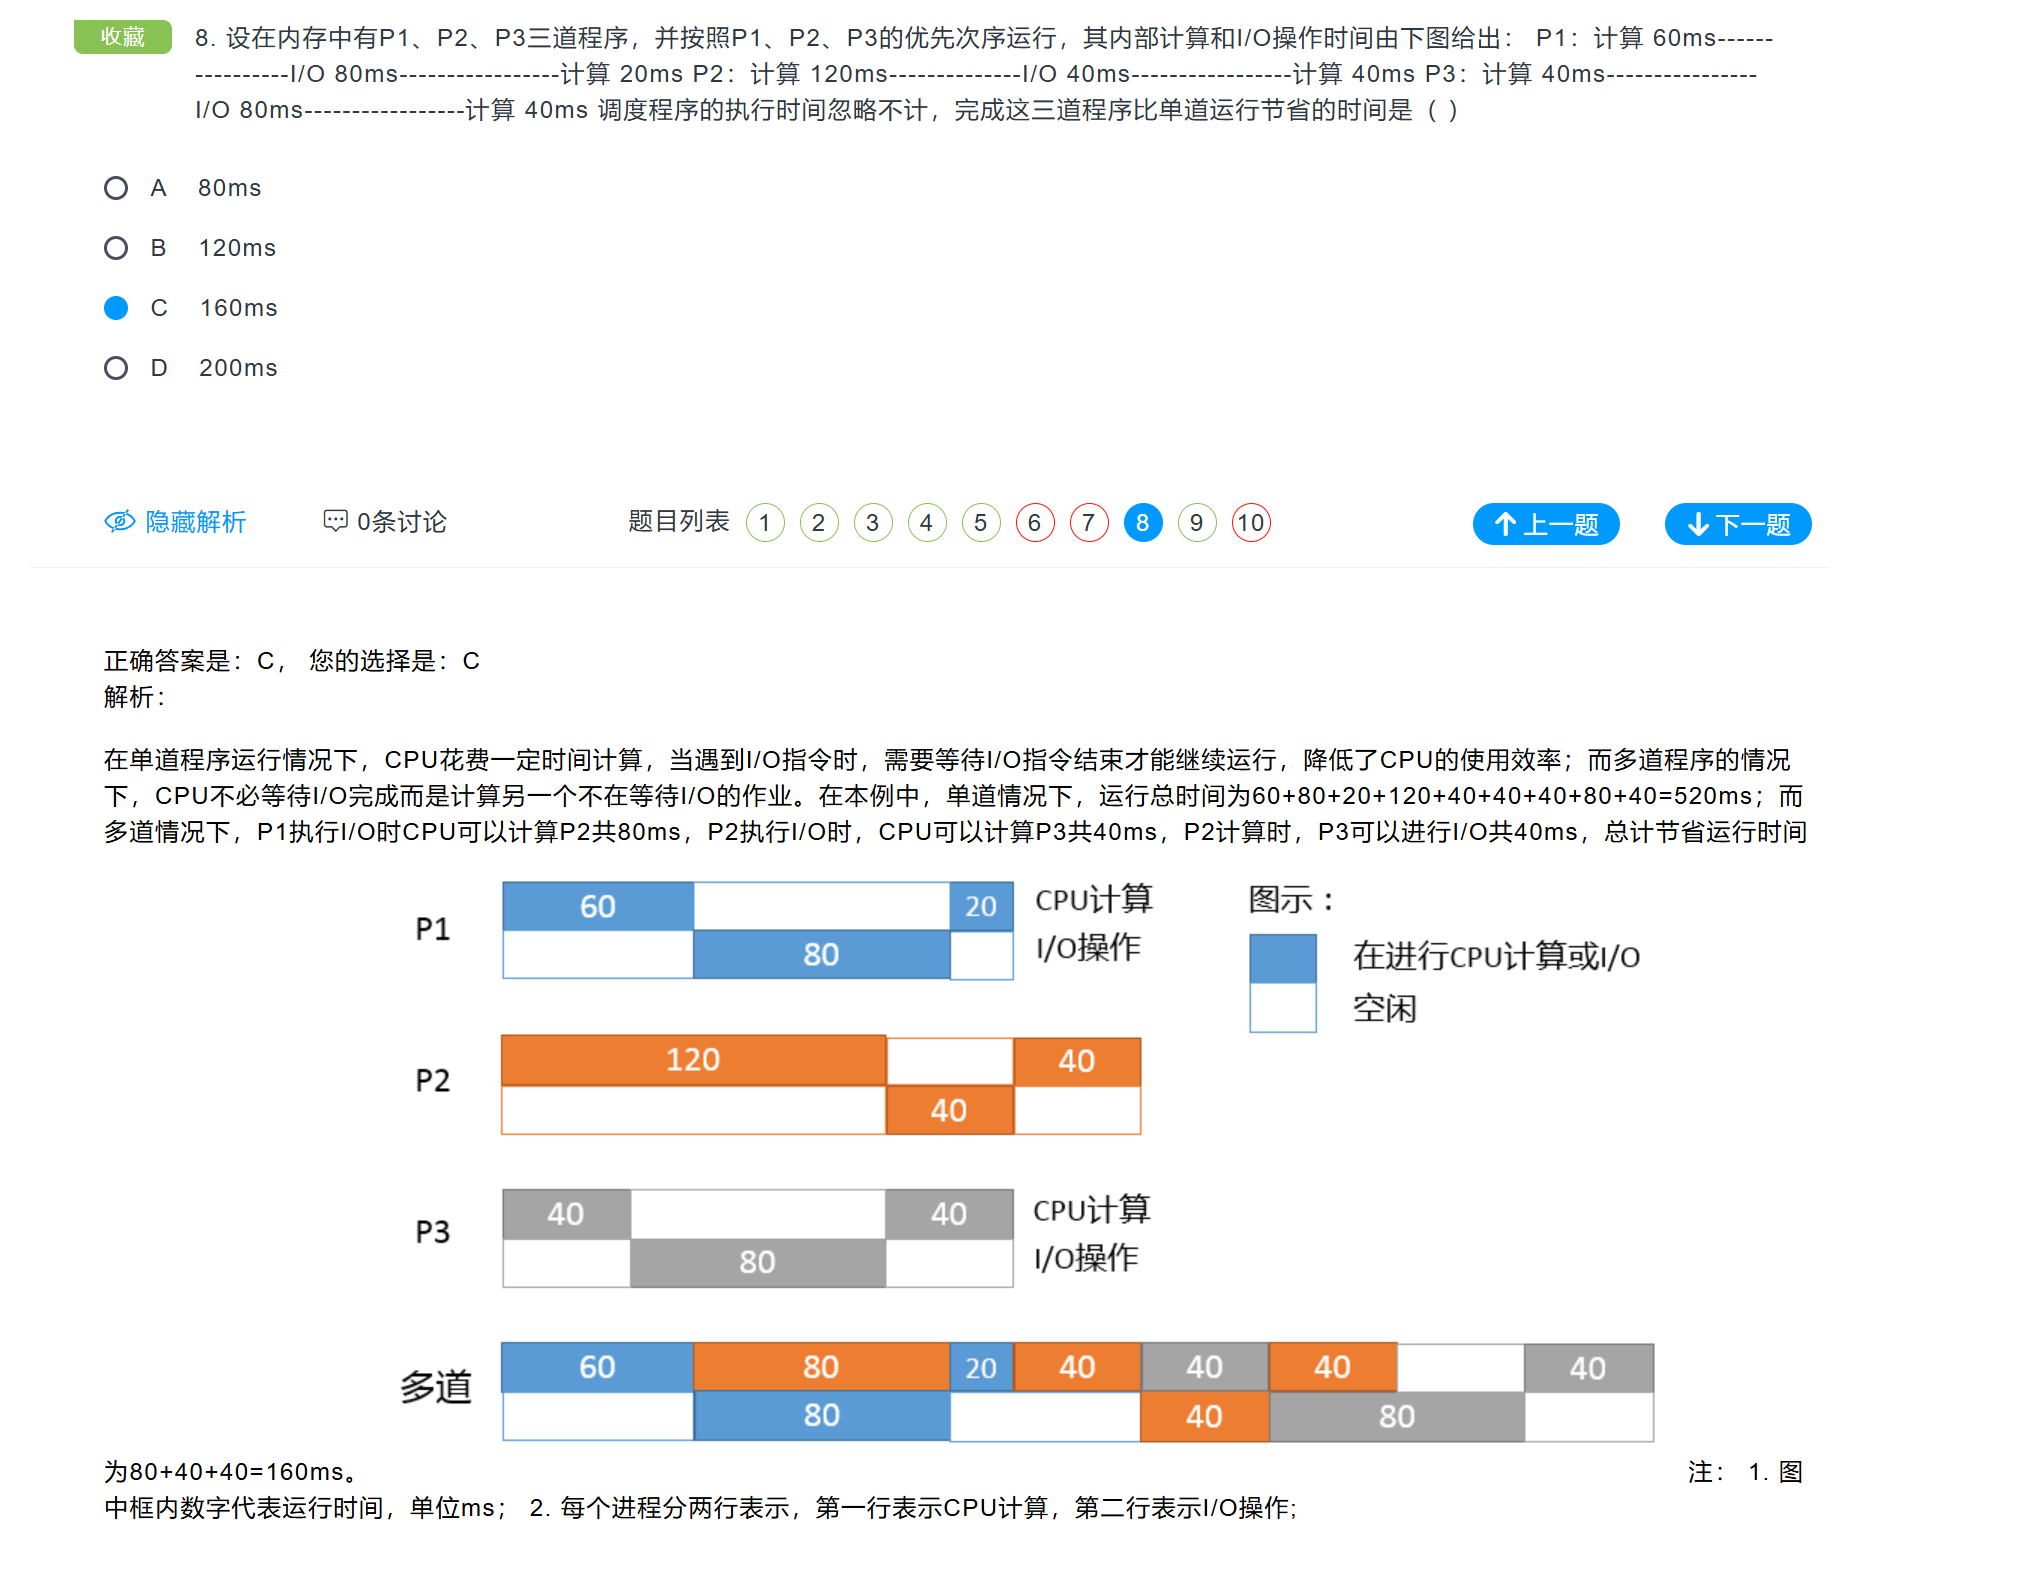 收藏
8. 设在内存中有P1、P2、P3三道程序，并按照P1、P2、P3的优先次序运行，其内部计算和I/O操作时间由下图给出： P1：计算 60ms------
---------------I/O 80ms-----------------计算 20ms P2：计算 120ms--------------I/O 40ms-----------------计算 40ms P3：计算 40ms----------------
I/O 80ms-----------------计算 40ms 调度程序的执行时间忽略不计，完成这三道程序比单道运行节省的时间是（ ）
A 80ms
B 120ms
C 160ms
D 200ms
隐藏解析 0条讨论 题目列表 1 2 3 4 5 6 7 8 9 10 上一题 下一题
正确答案是：C， 您的选择是：C
解析：
在单道程序运行情况下，CPU花费一定时间计算，当遇到I/O指令时，需要等待I/O指令结束才能继续运行，降低了CPU的使用效率；而多道程序的情况
下，CPU不必等待I/O完成而是计算另一个不在等待I/O的作业。在本例中，单道情况下，运行总时间为60+80+20+120+40+40+40+80+40=520ms；而
多道情况下，P1执行I/O时CPU可以计算P2共80ms，P2执行I/O时，CPU可以计算P3共40ms，P2计算时，P3可以进行I/O共40ms，总计节省运行时间
P1 60 20 CPU计算
80 I/O操作
图示：
在进行CPU计算或I/O
空闲
P2 120 40
40
P3 40 40 CPU计算
80 I/O操作
多道 60 80 20 40 40 40 40
80 40 80
为80+40+40=160ms。 注： 1. 图
中框内数字代表运行时间，单位ms； 2. 每个进程分两行表示，第一行表示CPU计算，第二行表示I/O操作;